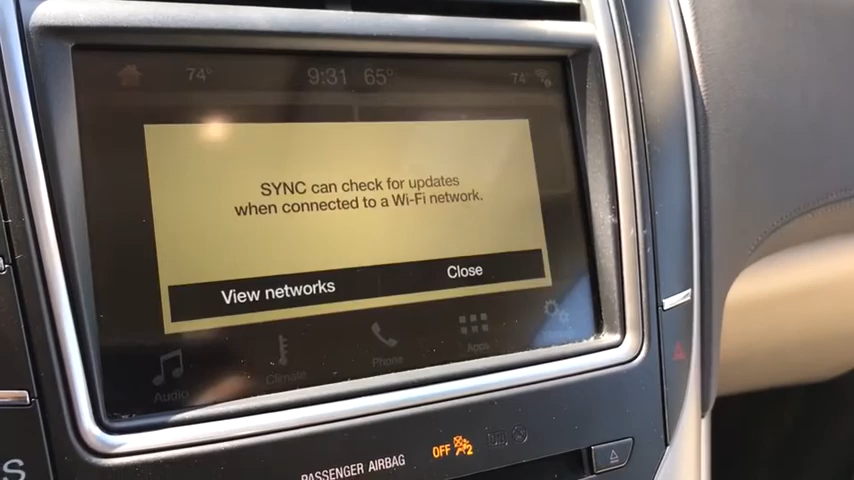 74° 9:31 65° 74°
SYNC can check for updates
when connected to a Wi-Fi network.
View networks Close
Audio Climate Phone Apps
PASSENGER AIRBAG OFF 2
S